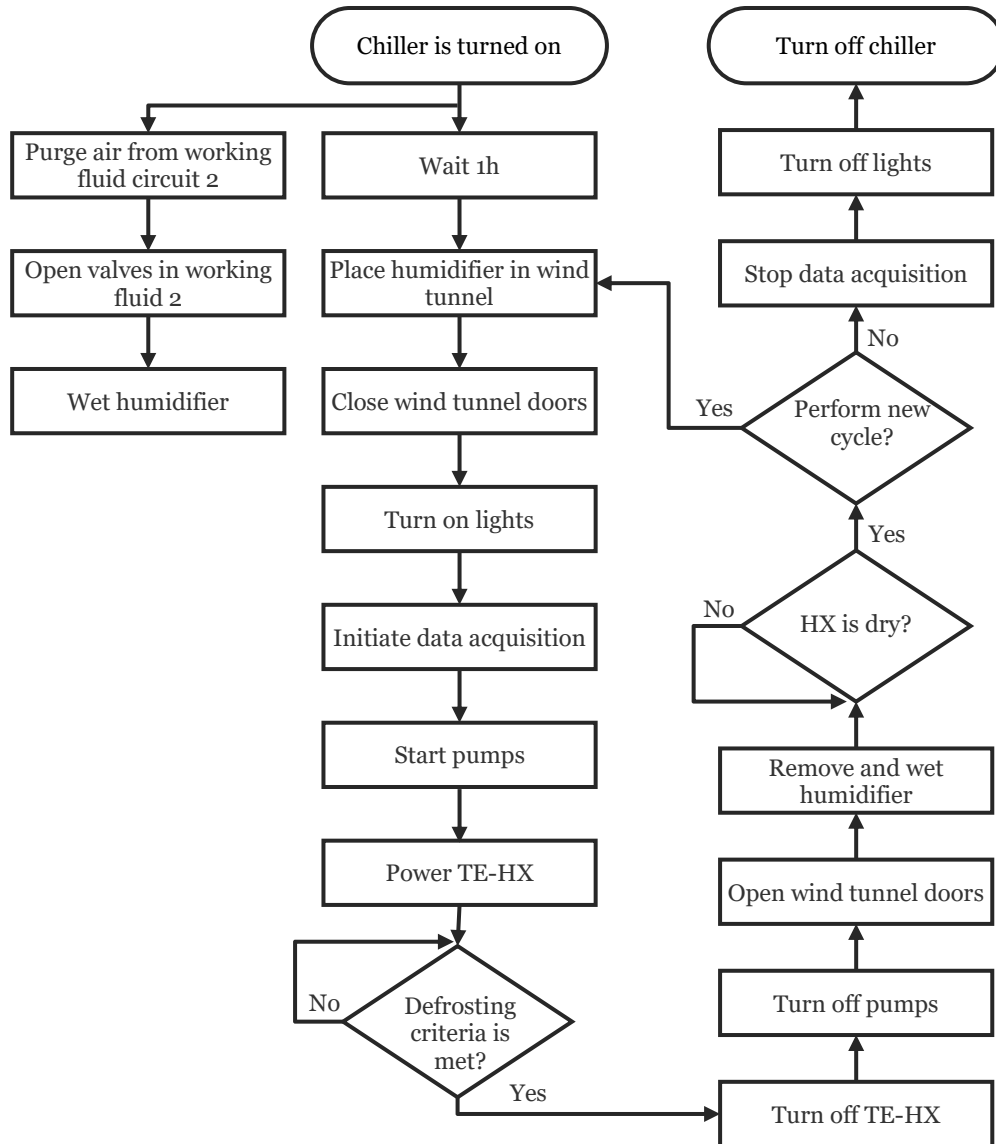 Chiller is turned on
Turn off chiller
Purge air from working
fluid circuit 2
Wait 1h
Turn off lights
Open valves in working
fluid 2
Place humidifier in wind
tunnel
Stop data acquisition
No
Wet humidifier
Close wind tunnel doors
Yes
Perform new
cycle?
Turn on lights
Yes
Initiate data acquisition
No
HX is dry?
Start pumps
Remove and wet
humidifier
Power TE-HX
Open wind tunnel doors
No
Defrosting
criteria is
met?
Turn off pumps
Yes
Turn off TE-HX